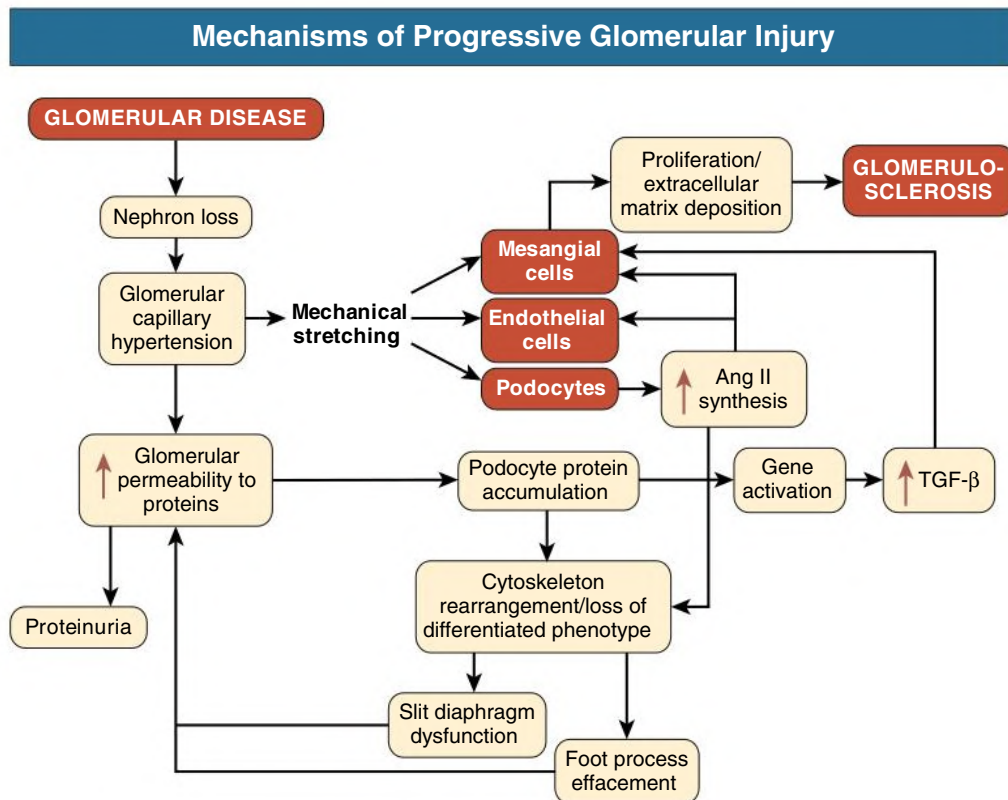 Mechanisms of Progressive Glomerular Injury
GLOMERULAR DISEASE
Nephron loss
Glomerular
capillary
hypertension
Mechanical
stretching
Proliferation/
extracellular
matrix deposition
GLOMERULO-
SCLEROSIS
Mesangial
cells
Endothelial
cells
Podocytes
Ang II
synthesis
Glomerular
permeability to
proteins
Podocyte protein
accumulation
Gene
activation
TGF-β
Proteinuria
Cytoskeleton
rearrangement/loss of
differentiated phenotype
Slit diaphragm
dysfunction
Foot process
effacement